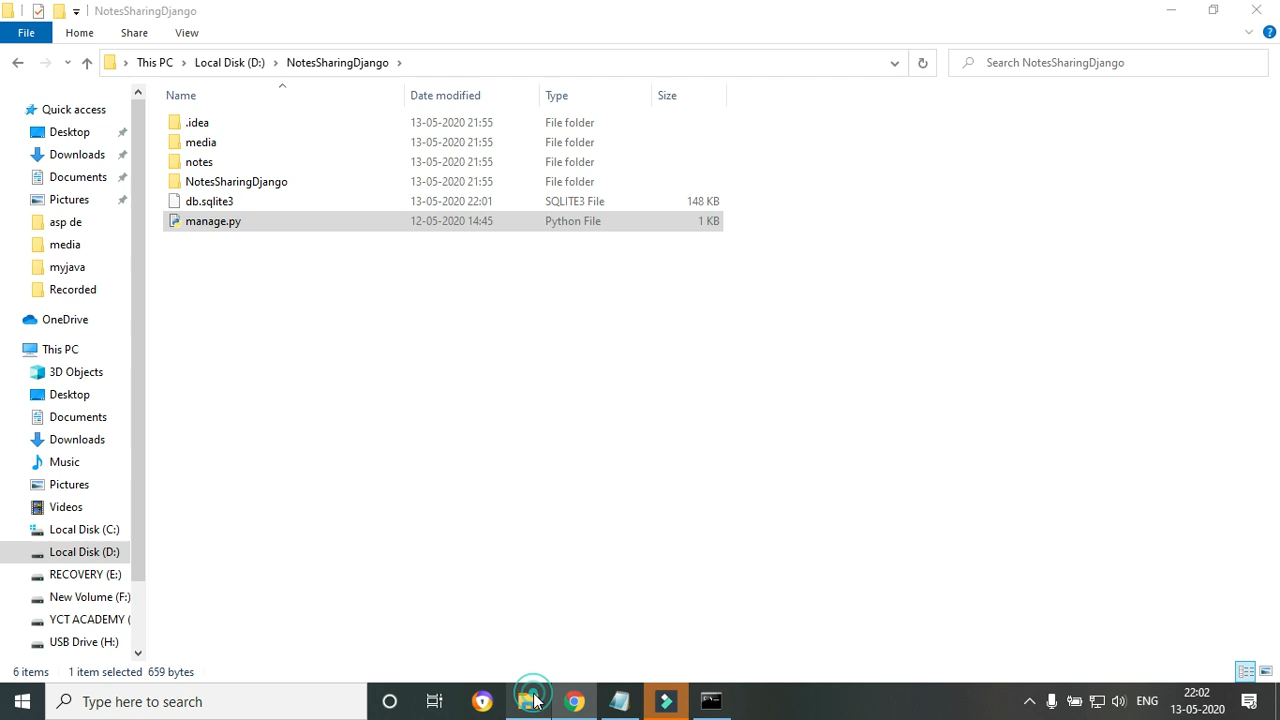 NotesSharingDjango
File Home Share View
This PC Local Disk (D:) NotesSharingDjango Search NotesSharingDjango
Name Date modified Type Size
Quick access
Desktop
Downloads
Documents
Pictures
asp de
media
myjava
Recorded
OneDrive
This PC
3D Objects
Desktop
Documents
Downloads
Music
Pictures
Videos
Local Disk (C:)
Local Disk (D:)
RECOVERY (E:)
New Volume (F:)
YCT ACADEMY (
USB Drive (H:)
.idea 13-05-2020 21:55 File folder
media 13-05-2020 21:55 File folder
notes 13-05-2020 21:55 File folder
NotesSharingDjango 13-05-2020 21:55 File folder
db.sqlite3 13-05-2020 22:01 SQLITE3 File 148 KB
manage.py 12-05-2020 14:45 Python File 1 KB
6 items 1 item selected 659 bytes
Type here to search
ENG
22:02
13-05-2020